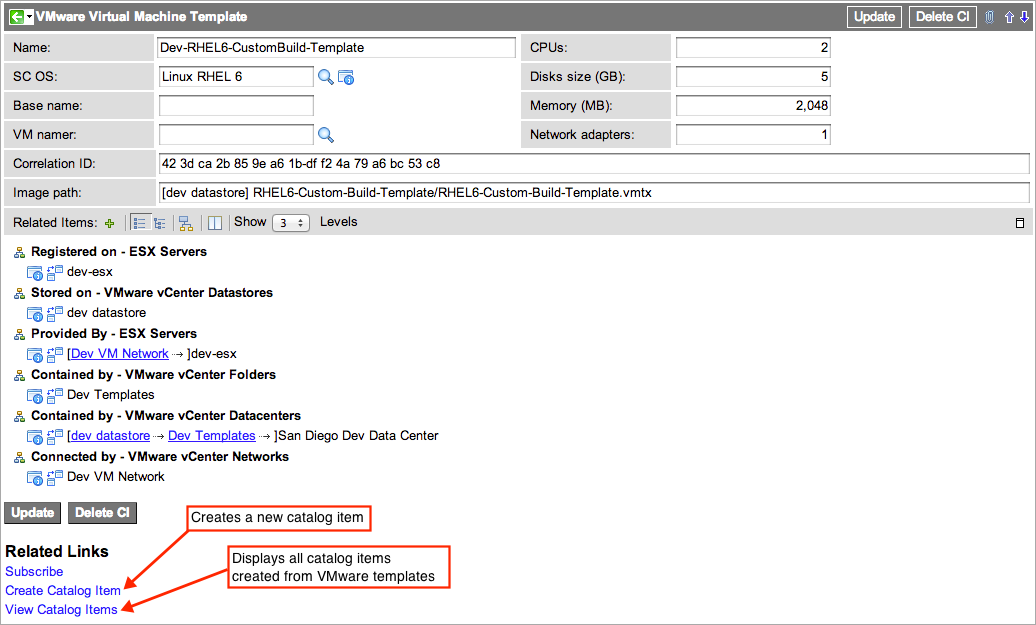 VMware Virtual Machine Template Update Delete CI
Name: Dev-RHEL6-CustomBuild-Template CPUs: 2
SC OS: Linux RHEL 6 Disks size (GB): 5
Base name: Memory (MB): 2,048
VM namer: Network adapters: 1
Correlation ID: 42 3d ca 2b 85 9e a6 1b-df f2 4a 79 a6 bc 53 c8
Image path: [dev datastore] RHEL6-Custom-Build-Template/RHEL6-Custom-Build-Template.vmtx
Related Items: Show 3 Levels
Registered on - ESX Servers
dev-esx
Stored on - VMware vCenter Datastores
dev datastore
Provided By - ESX Servers
[Dev VM Network → ]dev-esx
Contained by - VMware vCenter Folders
Dev Templates
Contained by - VMware vCenter Datacenters
[dev datastore → Dev Templates → ]San Diego Dev Data Center
Connected by - VMware vCenter Networks
Dev VM Network
Update Delete CI
Creates a new catalog item
Related Links
Displays all catalog items
created from VMware templates
Subscribe
Create Catalog Item
View Catalog Items